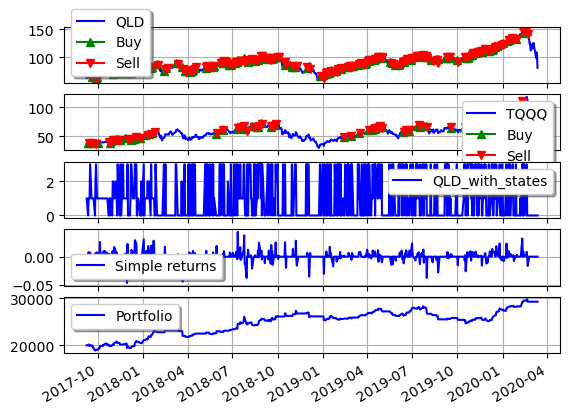 150
100
QLD
Buy
Sell
100
50
TQQQ
Buy
Sell
2
0
QLD_with_states
0.00
−0.05
Simple returns
30000
20000
Portfolio
2017-10
2018-01
2018-04
2018-07
2018-10
2019-01
2019-04
2019-07
2019-10
2020-01
2020-04